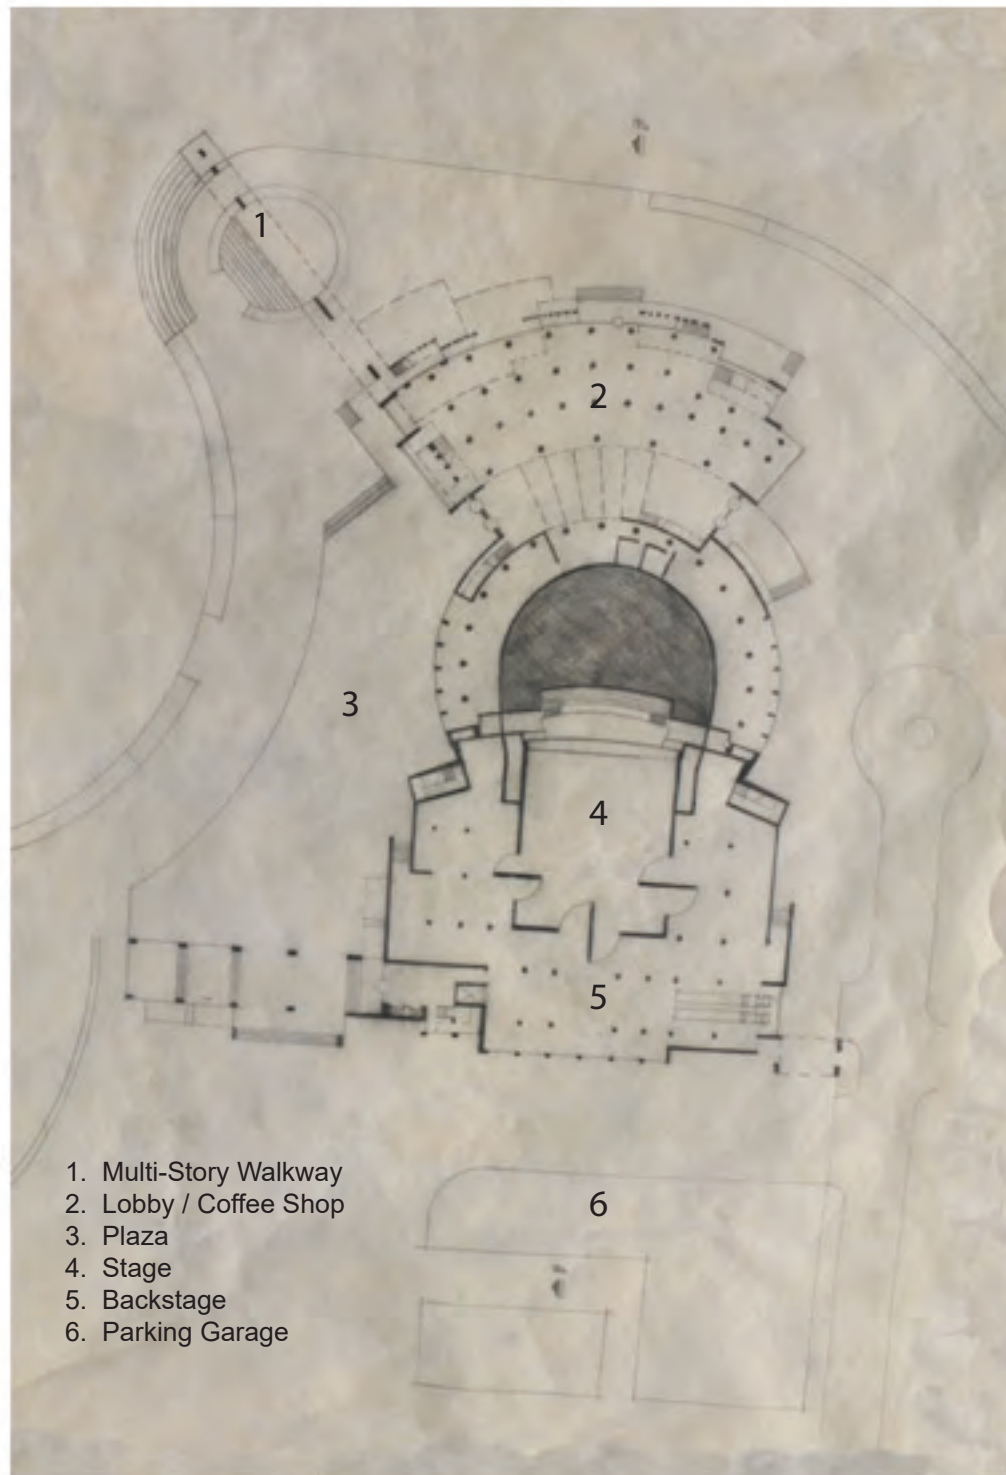 1
2
3
4
5
6
1. Multi-Story Walkway
2. Lobby / Coffee Shop
3. Plaza
4. Stage
5. Backstage
6. Parking Garage